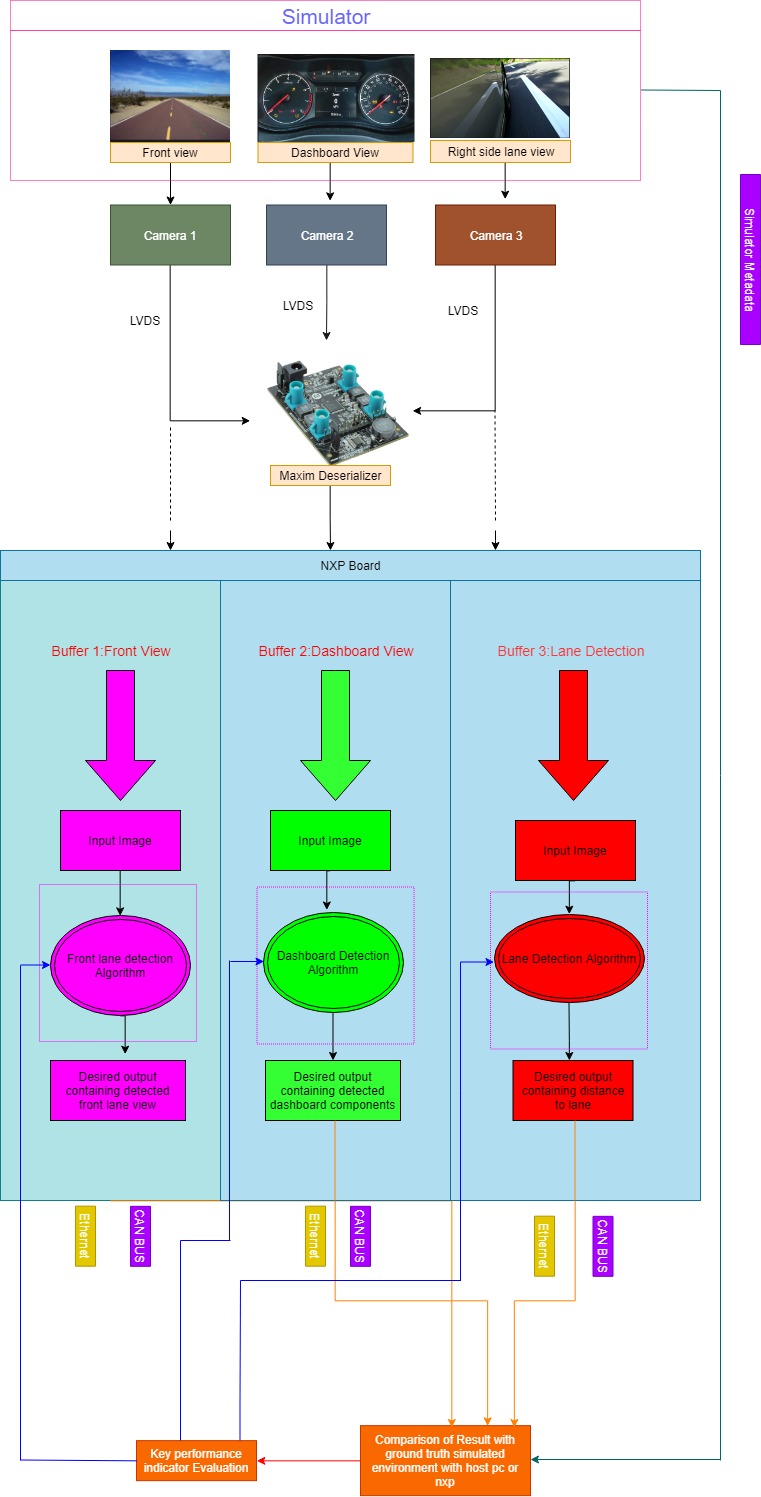 Simulator
Front view
Dashboard View
Right side lane view
Camera 1
Camera 2
Camera 3
Simulator Metadata
LVDS
LVDS
LVDS
Maxim Deserializer
NXP Board
Buffer 1:Front View
Buffer 2:Dashboard View
Buffer 3:Lane Detection
Input Image
Input Image
Input Image
Front lane detection
Algorithm
Dashboard Detection
Algorithm
Lane Detection Algorithm
Desired output
containing detected
front lane view
Desired output
containing detected
dashboard components
Desired output
containing distance
to lane
Ethernet
CAN BUS
Ethernet
CAN BUS
Ethernet
CAN BUS
Key performance
indicator Evaluation
Comparison of Result with
ground truth simulated
environment with host pc or
nxp